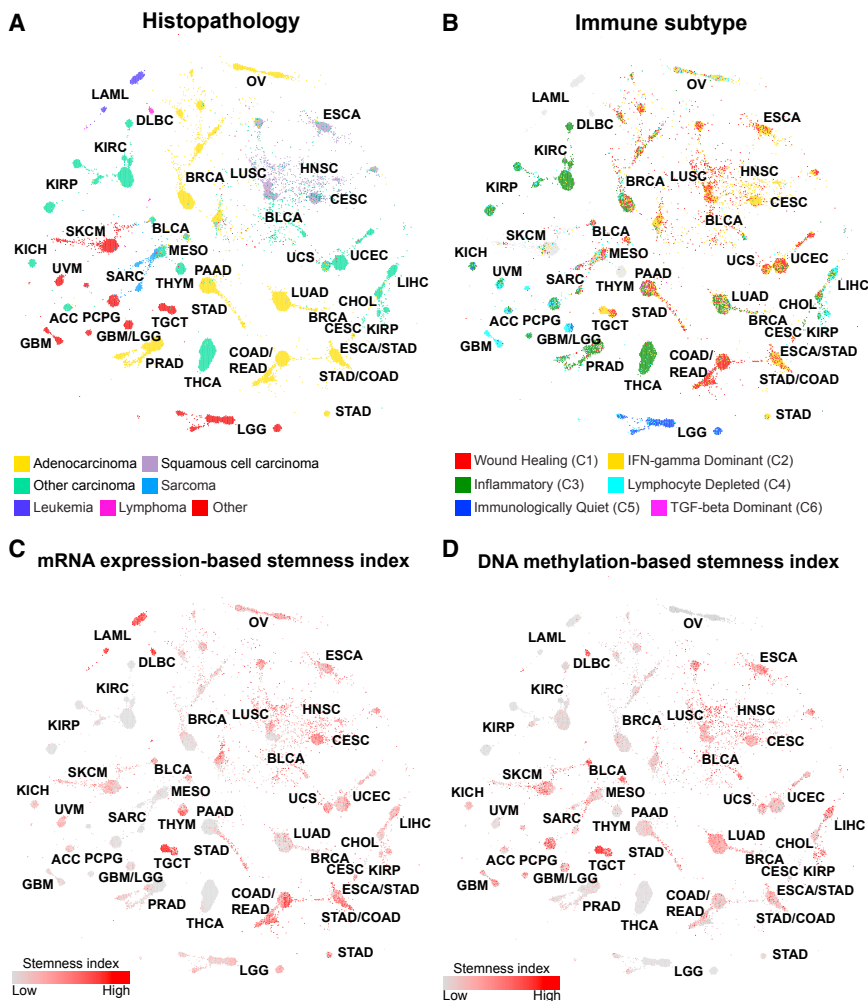 A
Histopathology
OV
LAML
DLBC
ESCA
KIRC
KIRP
BRCA
LUSC
HNSC
CESC
BLCA
SKCM
BLCA
KICH
MESO
UCS
UCEC
UVM
SARC
PAAD
THYM
LIHC
LUAD
CHOL
ACC
PCPG
STAD
BRCA
TGCT
CESC
KIRP
GBM
GBM/LGG
ESCA/STAD
PRAD
COAD/
READ
STAD/COAD
THCA
STAD
LGG
Adenocarcinoma
Squamous cell carcinoma
Other carcinoma
Sarcoma
Leukemia
Lymphoma
Other
B
Immune subtype
OV
LAML
DLBC
ESCA
KIRC
KIRP
BRCA
LUSC
HNSC
CESC
BLCA
SKCM
BLCA
KICH
MESO
UCS
UCEC
UVM
SARC
PAAD
THYM
LIHC
LUAD
CHOL
ACC
PCPG
STAD
BRCA
TGCT
CESC
KIRP
GBM
GBM/LGG
ESCA/STAD
PRAD
COAD/
READ
STAD/COAD
THCA
STAD
LGG
Wound Healing (C1)
IFN-gamma Dominant (C2)
Inflammatory (C3)
Lymphocyte Depleted (C4)
Immunologically Quiet (C5)
TGF-beta Dominant (C6)
C
mRNA expression-based stemness index
OV
LAML
DLBC
ESCA
KIRC
KIRP
BRCA
LUSC
HNSC
CESC
BLCA
SKCM
BLCA
KICH
MESO
UCS
UCEC
UVM
SARC
PAAD
THYM
LIHC
LUAD
CHOL
ACC
PCPG
STAD
BRCA
TGCT
CESC
KIRP
GBM
GBM/LGG
ESCA/STAD
PRAD
COAD/
READ
STAD/COAD
THCA
STAD
LGG
Stemness index
Low
High
D
DNA methylation-based stemness index
OV
LAML
DLBC
ESCA
KIRC
KIRP
BRCA
LUSC
HNSC
CESC
BLCA
SKCM
BLCA
KICH
MESO
UCS
UCEC
UVM
SARC
PAAD
THYM
LIHC
LUAD
CHOL
ACC
PCPG
STAD
BRCA
TGCT
CESC
KIRP
GBM
GBM/LGG
ESCA/STAD
PRAD
COAD/
READ
STAD/COAD
THCA
STAD
LGG
Stemness index
Low
High